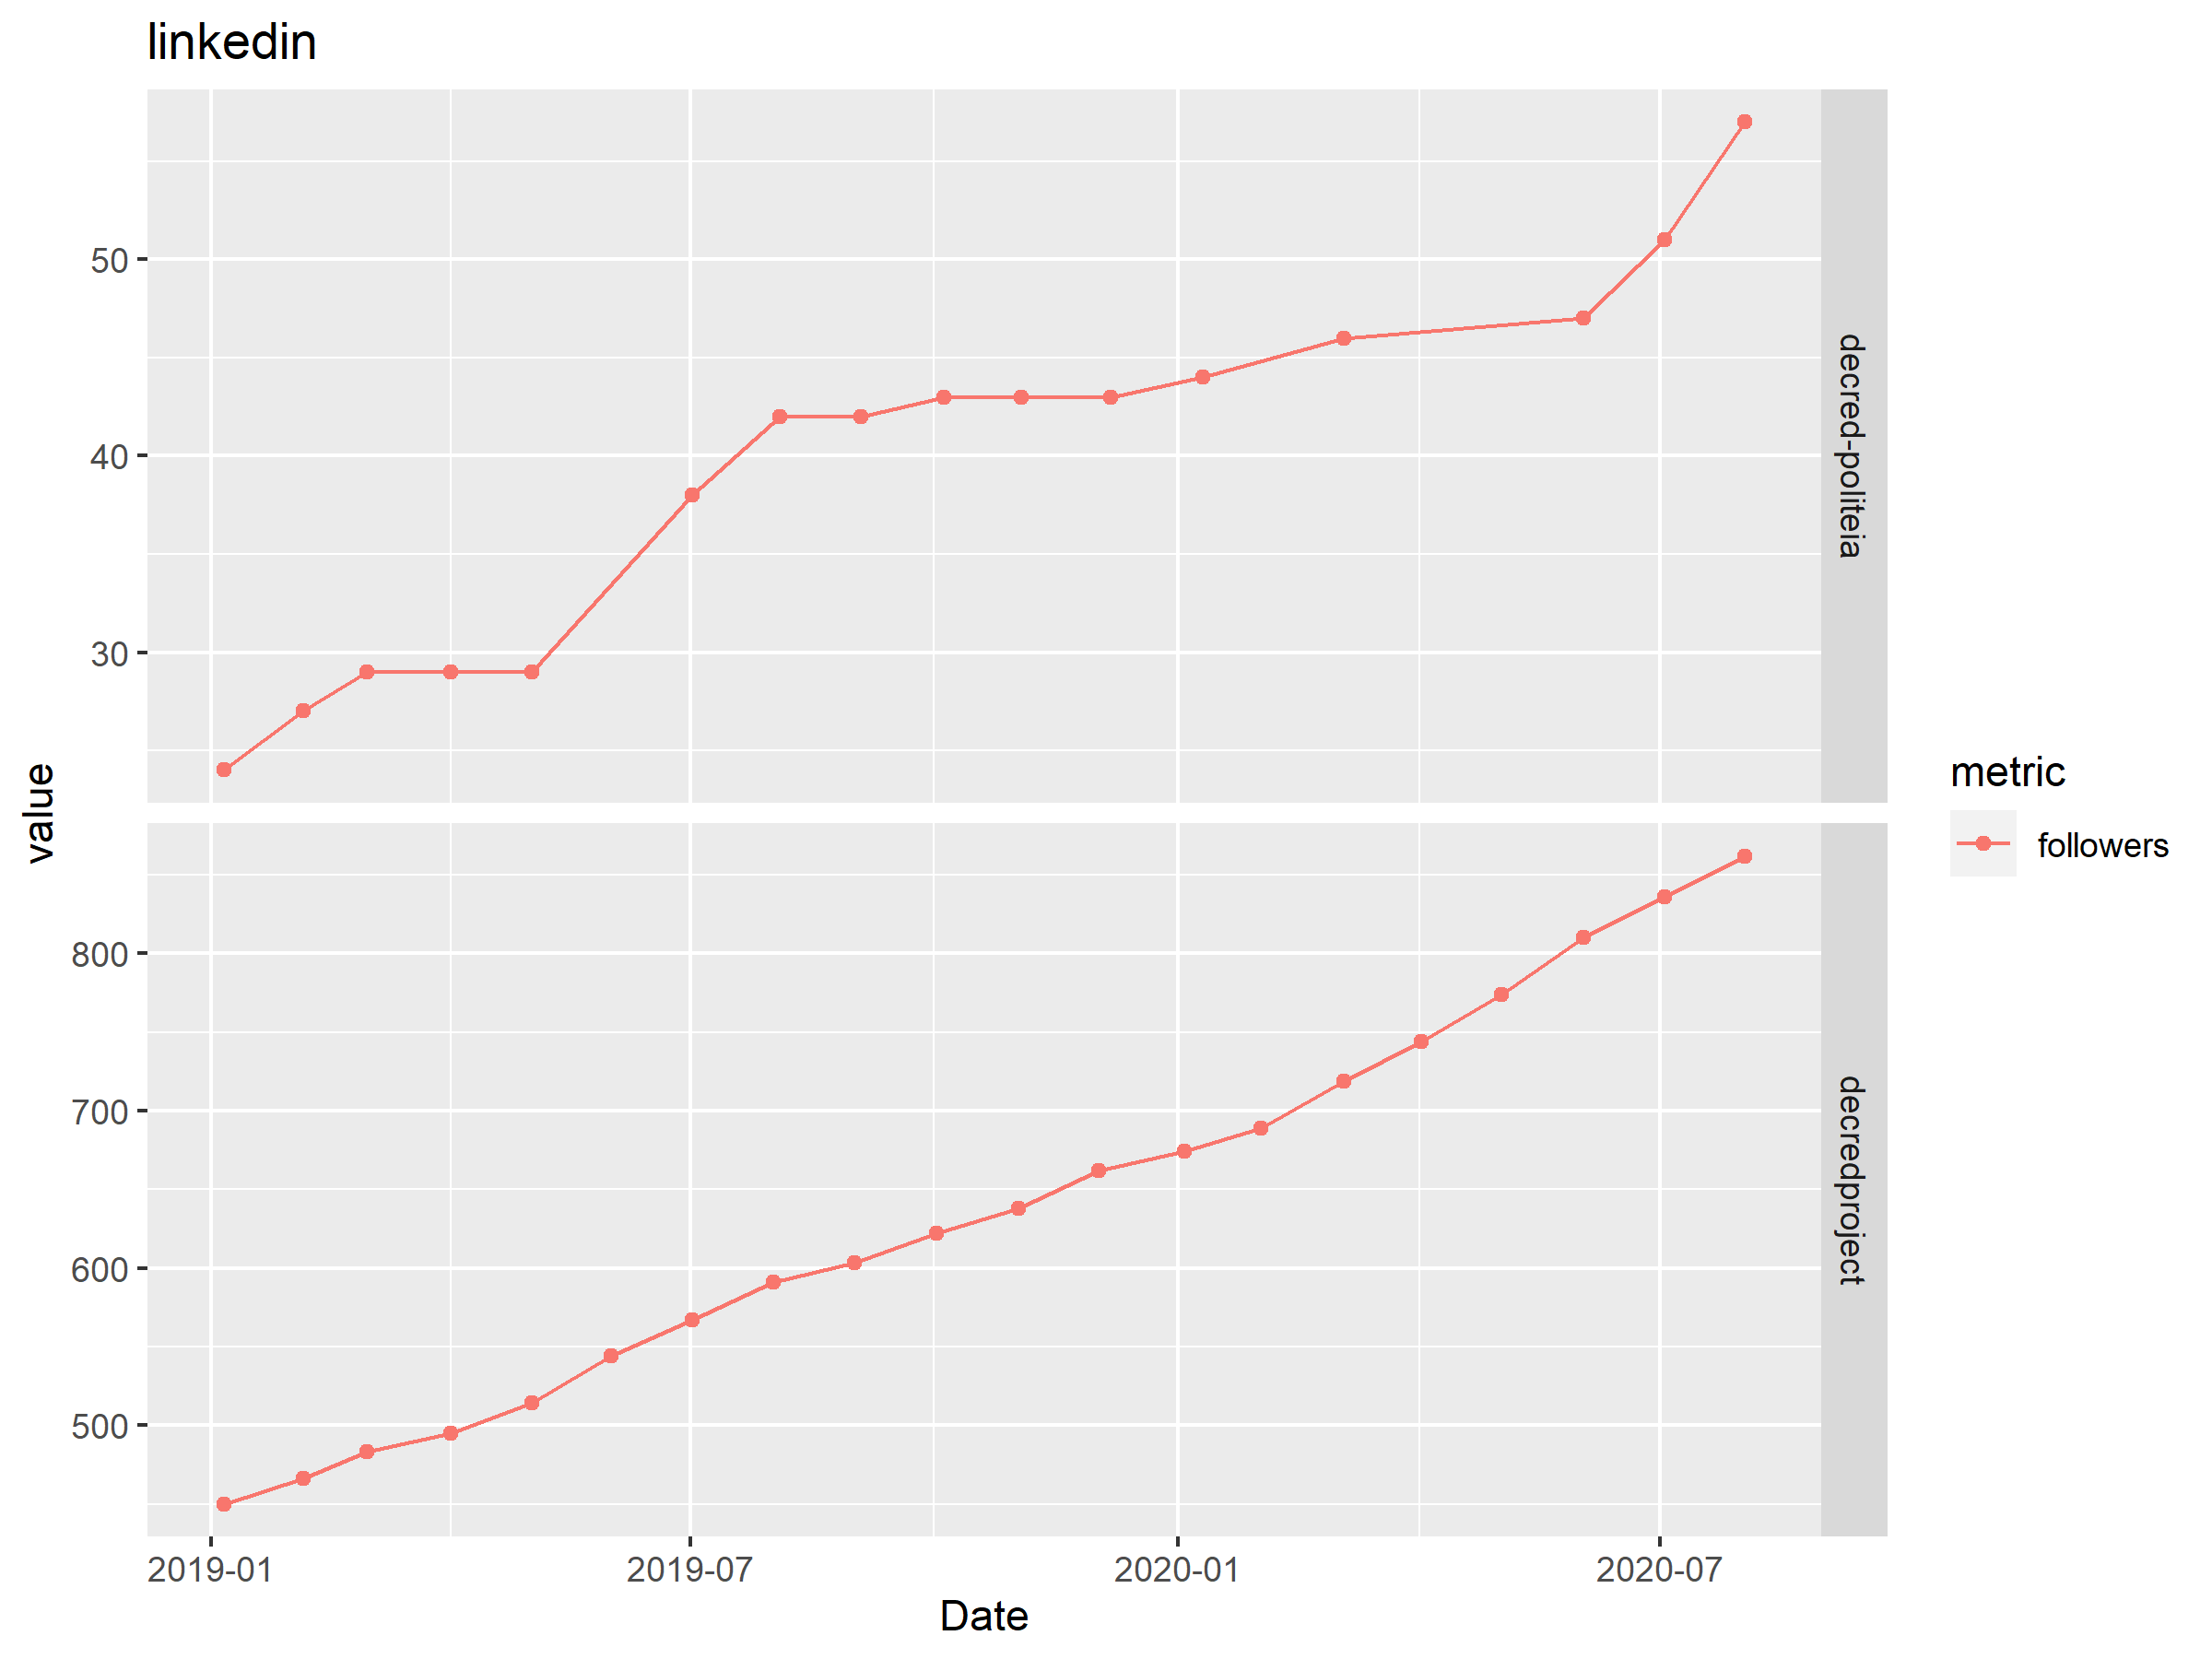 linkedin
50
40
30
decred-politeia
value
800
700
600
500
decredproject
2019-01
2019-07
2020-01
2020-07
Date
metric
followers